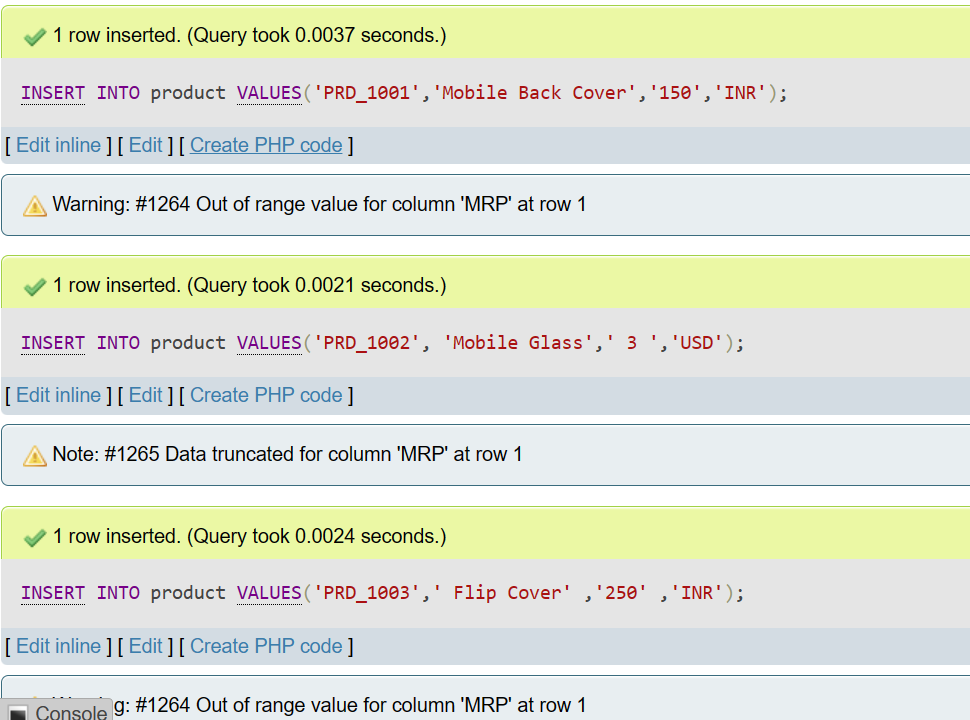 1 row inserted. (Query took 0.0037 seconds.)
INSERT INTO product VALUES('PRD_1001','Mobile Back Cover','150','INR');
[ Edit inline ] [ Edit ] [ Create PHP code ]
Warning: #1264 Out of range value for column 'MRP' at row 1
1 row inserted. (Query took 0.0021 seconds.)
INSERT INTO product VALUES('PRD_1002', 'Mobile Glass',' 3 ','USD');
[ Edit inline ] [ Edit ] [ Create PHP code ]
Note: #1265 Data truncated for column 'MRP' at row 1
1 row inserted. (Query took 0.0024 seconds.)
INSERT INTO product VALUES('PRD_1003',' Flip Cover' ,'250' ,'INR');
[ Edit inline ] [ Edit ] [ Create PHP code ]
#1264 Out of range value for column 'MRP' at row 1
Console